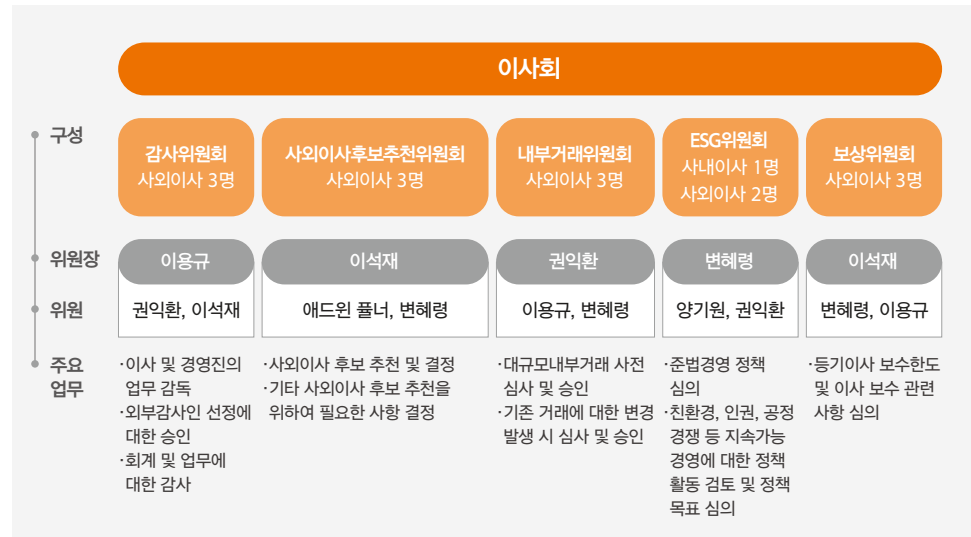 이사회
구성
감사위원회
사외이사 3명
사외이사후보추천위원회
사외이사 3명
내부거래위원회
사외이사 3명
ESG위원회
사내이사 1명
사외이사 2명
보상위원회
사외이사 3명
위원장
이용규
이석재
권익환
변혜령
이석재
위원
권익환, 이석재
애드윈 퓰너, 변혜령
이용규, 변혜령
양기원, 권익환
변혜령, 이용규
주요
업무
·이사 및 경영진의
업무 감독
·외부감사인 선정에
대한 승인
·회계 및 업무에
대한 감사
·사외이사 후보 추천 및 결정
·기타 사외이사 후보 추천을
위하여 필요한 사항 결정
·대규모내부거래 사전
심사 및 승인
·기존 거래에 대한 변경
발생 시 심사 및 승인
·준법경영 정책
심의
·친환경, 인권, 공정
경쟁 등 지속가능
경영에 대한 정책
활동 검토 및 정책
목표 심의
·등기이사 보수한도
및 이사 보수 관련
사항 심의